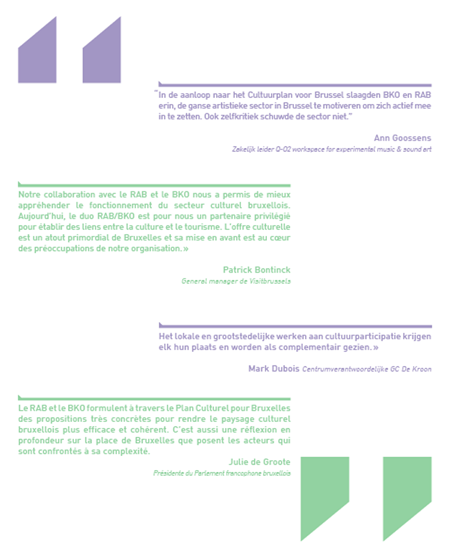 "In de aanloop naar het Cultuurplan voor Brussel slaagden BKO en RAB
erin, de ganse artistieke sector in Brussel te motiveren om zich actief mee
in te zetten. Ook zelfkritiek schuwde de sector niet."
Ann Goossens
Zakelijk leider Q-O2 workspace for experimental music & sound art
Notre collaboration avec le RAB et le BKO nous a permis de mieux
appréhender le fonctionnement du secteur culturel bruxellois.
Aujourd'hui, le duo RAB/BKO est pour nous un partenaire privilégié
pour établir des liens entre la culture et le tourisme. L'offre culturelle
est un atout primordial de Bruxelles et sa mise en avant est au cœur
des préoccupations de notre organisation. »
Patrick Bontinck
General manager de Visitbrussels
Het lokale en grootstedelijke werken aan cultuurparticipatie krijgen
elk hun plaats en worden als complementair gezien. »
Mark Dubois Centrumverantwoordelijke GC De Kroon
Le RAB et le BKO formulent à travers le Plan Culturel pour Bruxelles
des propositions très concrètes pour rendre le paysage culturel
bruxellois plus efficace et cohérent. C'est aussi une réflexion en
profondeur sur la place de Bruxelles que posent les acteurs qui
sont confrontés à sa complexité.
Julie de Groote
Présidente du Parlement francophone bruxellois